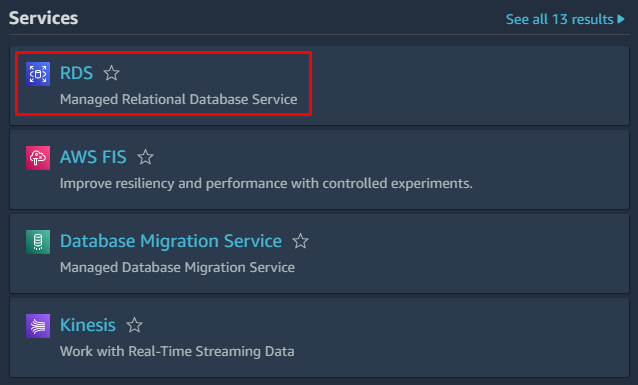 Services
See all 13 results
RDS
Managed Relational Database Service
AWS FIS
Improve resiliency and performance with controlled experiments.
Database Migration Service
Managed Database Migration Service
Kinesis
Work with Real-Time Streaming Data